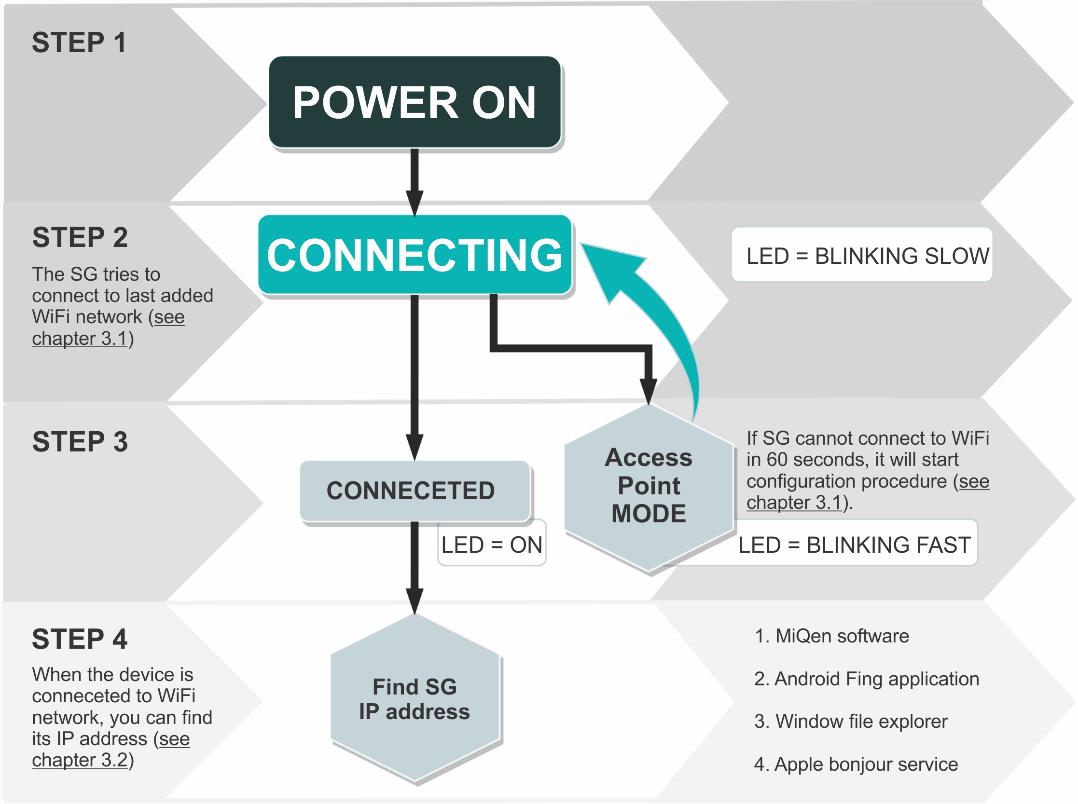 STEP 1
POWER ON
STEP 2
The SG tries to
connect to last added
WiFi network (see
chapter 3.1)
CONNECTING
LED = BLINKING SLOW
STEP 3
CONNECETED
LED = ON
Access
Point
MODE
If SG cannot connect to WiFi
in 60 seconds, it will start
configuration procedure (see
chapter 3.1).
LED = BLINKING FAST
STEP 4
When the device is
conneceted to WiFi
network, you can find
its IP address (see
chapter 3.2)
Find SG
IP address
1. MiQen software
2. Android Fing application
3. Window file explorer
4. Apple bonjour service